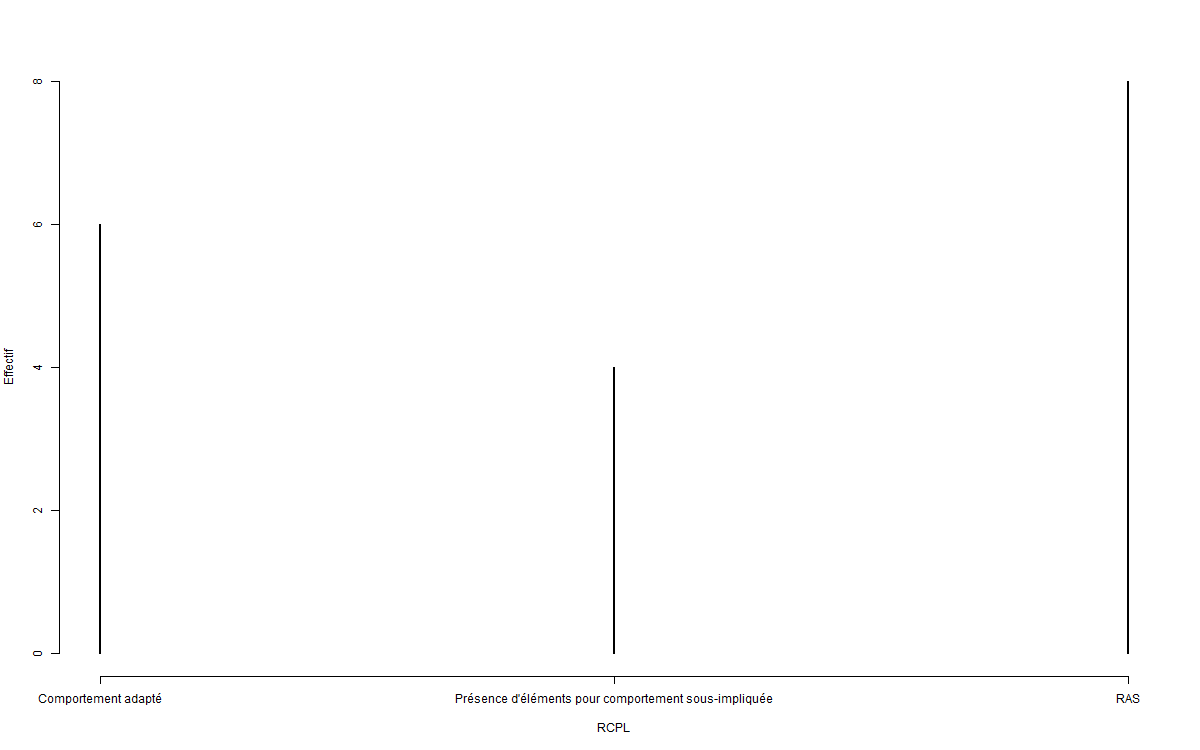 8
6
4
2
0
Effectif
Comportement adapté
Présence d'éléments pour comportement sous-impliquée
RAS
RCPL